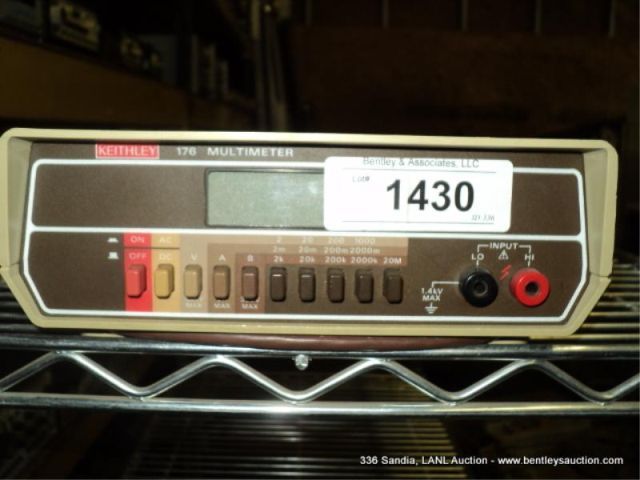 KEITHLEY 176 MULTIMETER
Bentley & Associates, LLC
Lot#
1430
JD-336
ON AC
2 20 200 1000
2m 20m 200m 2000m
OFF DC V A Ω 2k 20k 200k 2000k 20M
MAX MAX MAX
INPUT
LO HI
1.4kV
MAX
336 Sandia, LANL Auction - www.bentleysauction.com